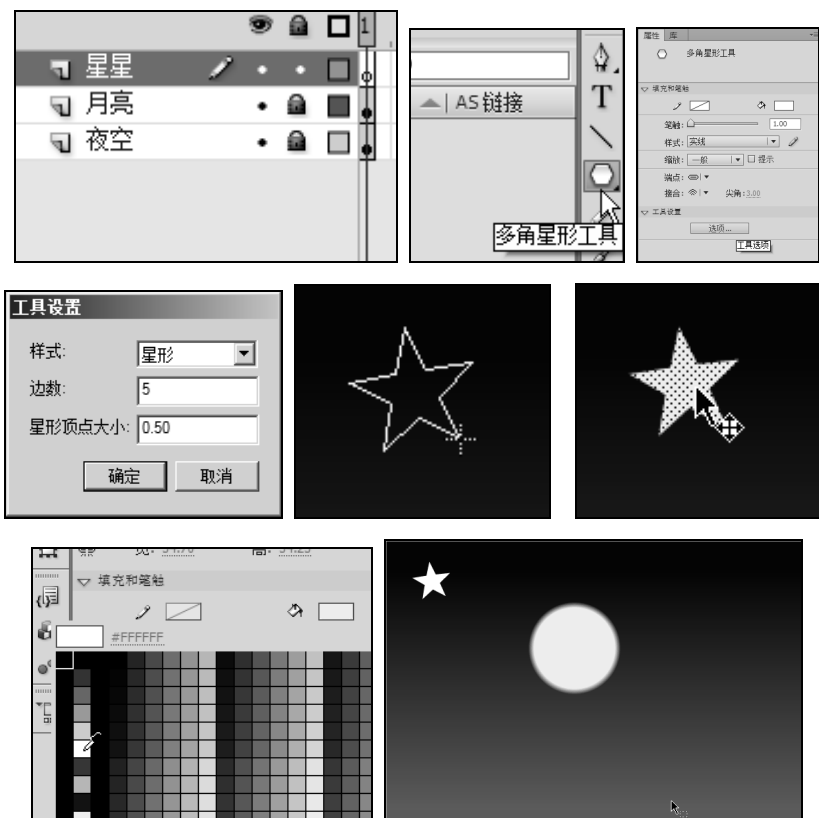 1
星星
月亮
夜空
AS 链接
T
多角星形工具
属性 库
多角星形工具
填充和笔触
笔触: 1.00
样式: 实线
缩放: 一般 提示
端点:
接合: 尖角: 3.00
工具设置
选项...
工具选项
工具设置
样式: 星形
边数: 5
星形顶点大小: 0.50
确定 取消
填充和笔触
#FFFFFF